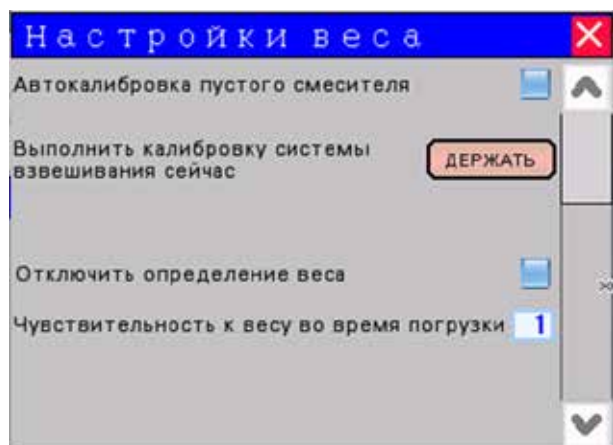 Настройки веса
Автокалибровка пустого смесителя
Выполнить калибровку системы
взвешивания сейчас
ДЕРЖАТЬ
Отключить определение веса
Чувствительность к весу во время погрузки 1